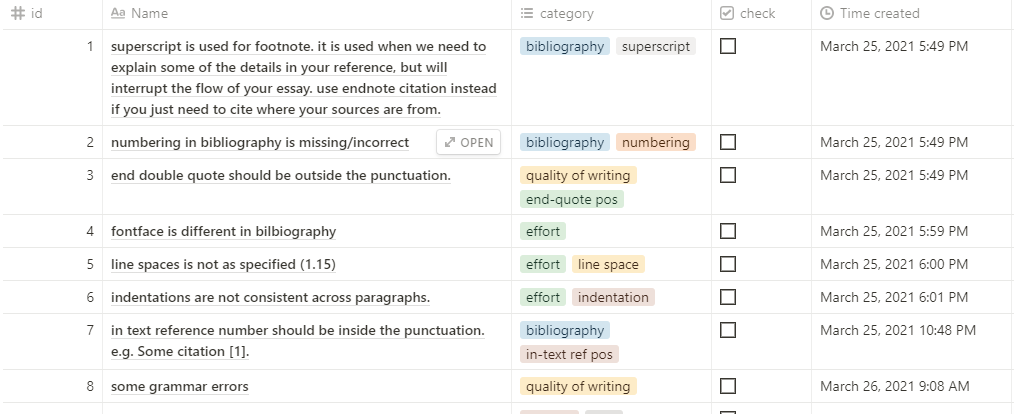 id Aa Name category check Time created
1 superscript is used for footnote. it is used when we need to bibliography superscript March 25, 2021 5:49 PM
explain some of the details in your reference, but will
interrupt the flow of your essay. use endnote citation instead
if you just need to cite where your sources are from.
2 numbering in bibliography is missing/incorrect OPEN bibliography numbering March 25, 2021 5:49 PM
3 end double quote should be outside the punctuation. quality of writing March 25, 2021 5:49 PM
end-quote pos
4 fontface is different in bilbiography effort March 25, 2021 5:59 PM
5 line spaces is not as specified (1.15) effort line space March 25, 2021 6:00 PM
6 indentations are not consistent across paragraphs. effort indentation March 25, 2021 6:01 PM
7 in text reference number should be inside the punctuation. bibliography March 25, 2021 10:48 PM
e.g. Some citation [1]. in-text ref pos
8 some grammar errors quality of writing March 26, 2021 9:08 AM